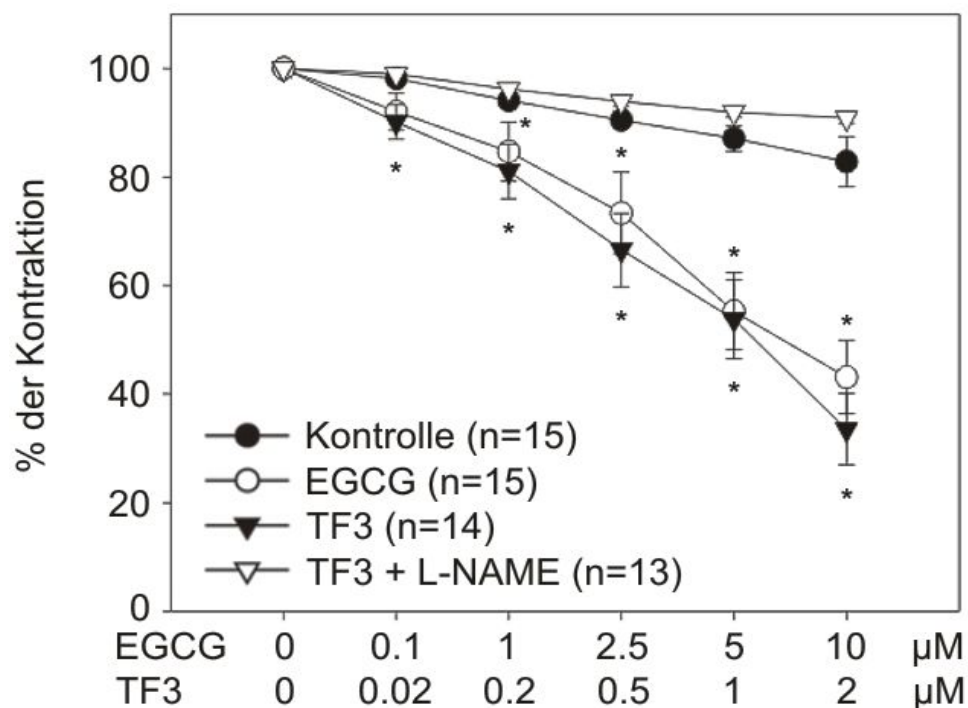 % der Kontraktion
100
80
60
40
20
0
*
*
*
*
*
*
*
*
*
Kontrolle (n=15)
EGCG (n=15)
TF3 (n=14)
TF3 + L-NAME (n=13)
EGCG 0 0.1 1 2.5 5 10 µM
TF3 0 0.02 0.2 0.5 1 2 µM